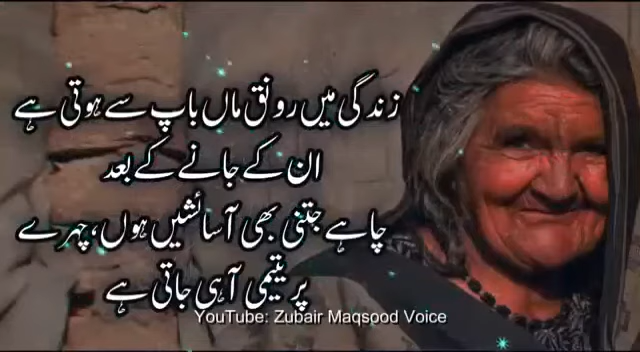 زندگی میں رونق ماں باپ سے ہوتی ہے
ان کے جانے کے بعد
چاہے جتنی بھی آسائشیں ہوں، چہرے
پر یتیمی آ ہی جاتی ہے
YouTube: Zubair Maqsood Voice